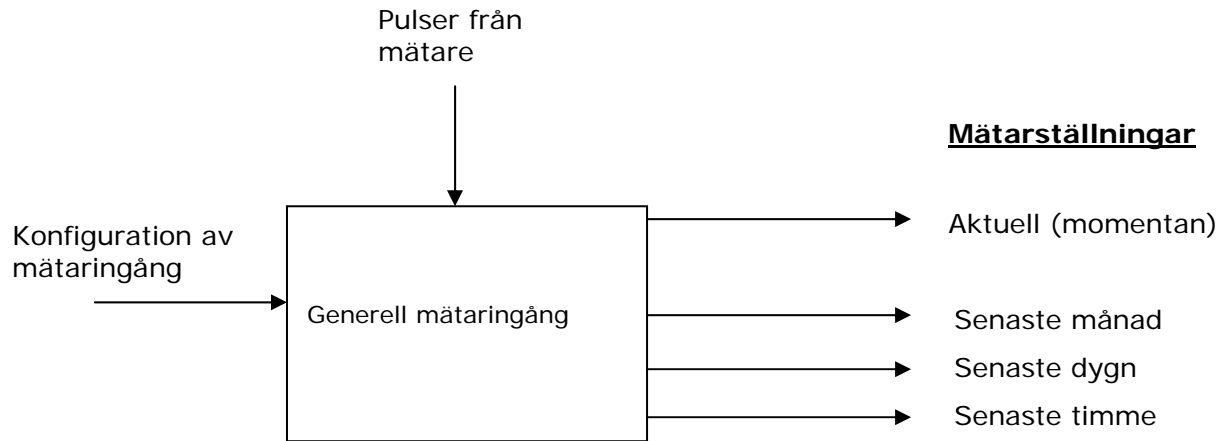 Pulser från
mätare
Mätarställningar
Aktuell (momentan)
Konfiguration av
mätaringång
Generell mätaringång
Senaste månad
Senaste dygn
Senaste timme